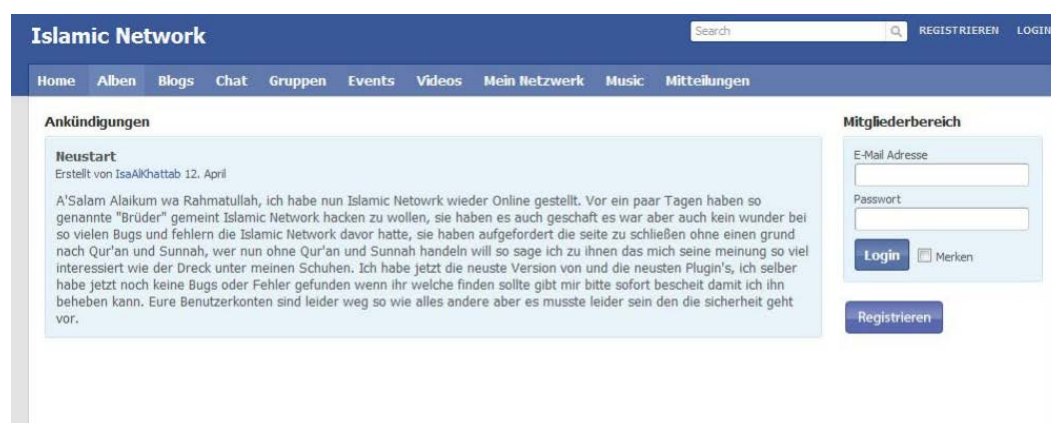 Islamic Network
Search
REGISTRIEREN LOGIN
Home Alben Blogs Chat Gruppen Events Videos Mein Netzwerk Music Mitteilungen
Ankündigungen
Neustart
Erstellt von IsaAlKhattab 12. April
A'Salam Alaikum wa Rahmatullah, ich habe nun Islamic Netowrk wieder Online gestellt. Vor ein paar Tagen haben so
genannte "Brüder" gemeint Islamic Network hacken zu wollen, sie haben es auch geschaft es war aber auch kein wunder bei
so vielen Bugs und fehlern die Islamic Network davor hatte, sie haben aufgefordert die seite zu schließen ohne einen grund
nach Qur'an und Sunnah, wer nun ohne Qur'an und Sunnah handeln will so sage ich zu ihnen das mich seine meinung so viel
interessiert wie der Dreck unter meinen Schuhen. Ich habe jetzt die neuste Version von und die neusten Plugin's, ich selber
habe jetzt noch keine Bugs oder Fehler gefunden wenn ihr welche finden sollte gibt mir bitte sofort bescheit damit ich ihn
beheben kann. Eure Benutzerkonten sind leider weg so wie alles andere aber es musste leider sein den die sicherheit geht
vor.
Mitgliederbereich
E-Mail Adresse
Passwort
Login Merken
Registrieren